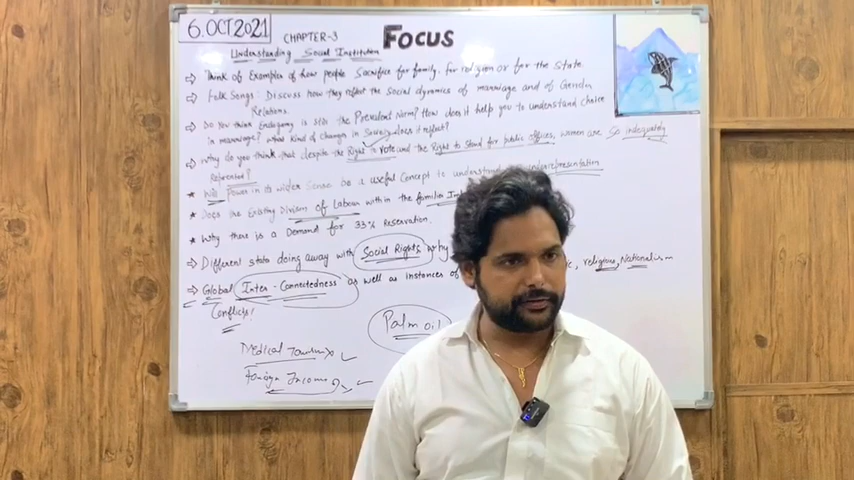 6.OCT2021
CHAPTER-3
FOCUS
Understanding Social Institution
Think of Examples of how people Sacrifice for family, for religion or for the State.
Folk Songs: Discuss how they reflect the social dynamics of marriage and of Gender
Relations.
Do you think Endogamy is still the Prevalent Norm? How does it help you to understand choice
in marriage? What kind of Changes in Society does it reflect?
Why do you think that despite the Right to vote and the Right to Stand for public offices, women are so inadequately
Represented?
Will Power in its wider Sense be a useful Concept to understand underrepresentation
Does the Existing Division of Labour within the familial
Why there is a Demand for 33% Reservation.
Different state doing away with Social Rights why
Global Inter-Connectedness as well as instances of religious, Nationalism
Conflicts!
Palm oil
Medical Tourism
Foreign Income